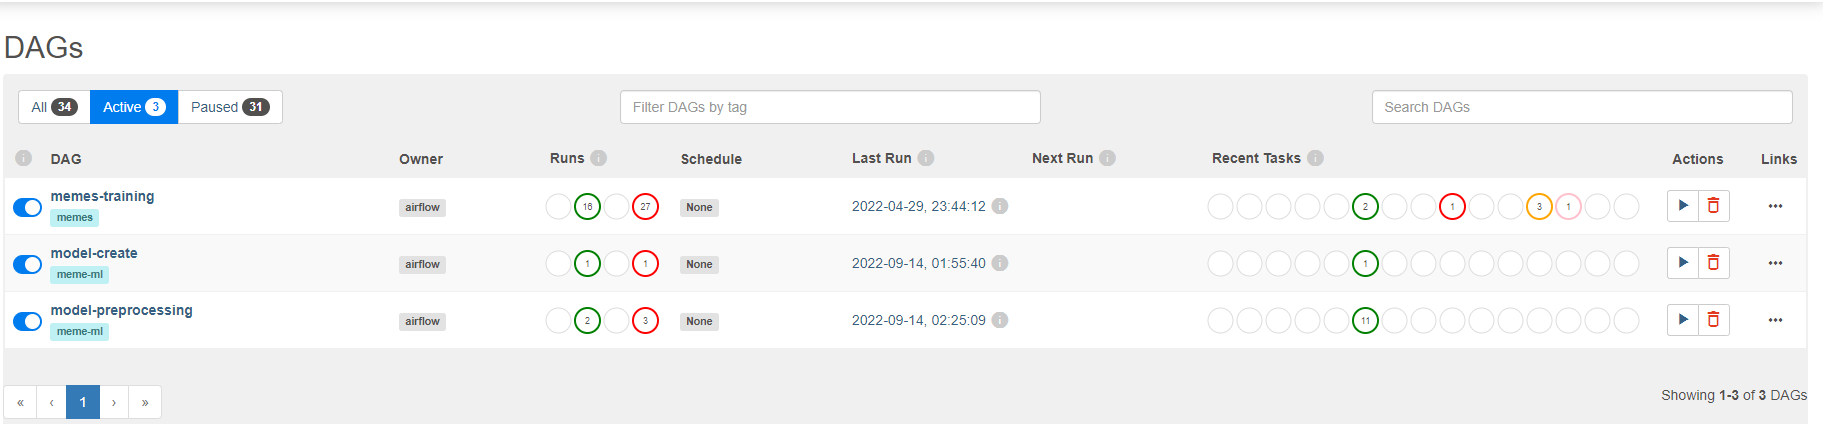 DAGs
All 34 Active 3 Paused 31 Filter DAGs by tag Search DAGs
i DAG Owner Runs i Schedule Last Run i Next Run i Recent Tasks i Actions Links
memes-training
memes airflow 16 27 None 2022-04-29, 23:44:12 i 2 1 3 1
model-create
meme-ml airflow 1 1 None 2022-09-14, 01:55:40 i 1
model-preprocessing
meme-ml airflow 2 3 None 2022-09-14, 02:25:09 i 11
« ‹ 1 › » Showing 1-3 of 3 DAGs